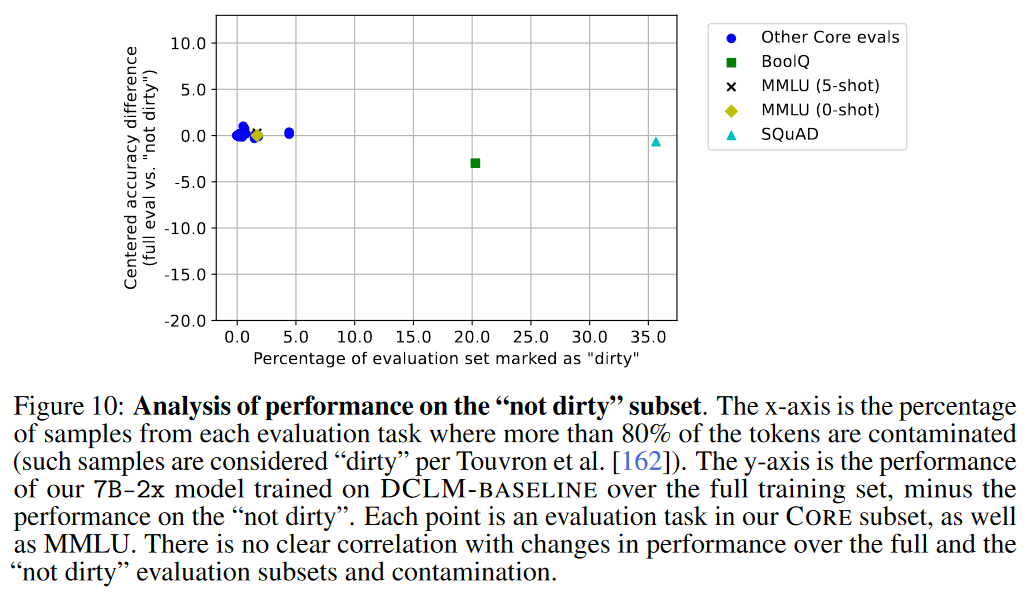 Centered accuracy difference
(full eval vs. "not dirty")
10.0
5.0
0.0
-5.0
-10.0
-15.0
-20.0
0.0 5.0 10.0 15.0 20.0 25.0 30.0 35.0
Percentage of evaluation set marked as "dirty"
Other Core evals
BoolQ
MMLU (5-shot)
MMLU (0-shot)
SQuAD
Figure 10: Analysis of performance on the “not dirty” subset. The x-axis is the percentage
of samples from each evaluation task where more than 80% of the tokens are contaminated
(such samples are considered “dirty” per Touvron et al. [162]). The y-axis is the performance
of our 7B-2x model trained on DCLM-BASELINE over the full training set, minus the
performance on the “not dirty”. Each point is an evaluation task in our CORE subset, as well
as MMLU. There is no clear correlation with changes in performance over the full and the
“not dirty” evaluation subsets and contamination.